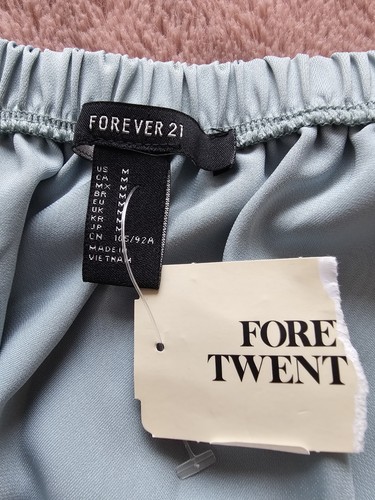 FOREVER 21
US M
CA M
MX M
BR M
EU M
UK M
KR M
JP M
CN 165/92A
MADE IN
VIETNAM
FORE
TWENT